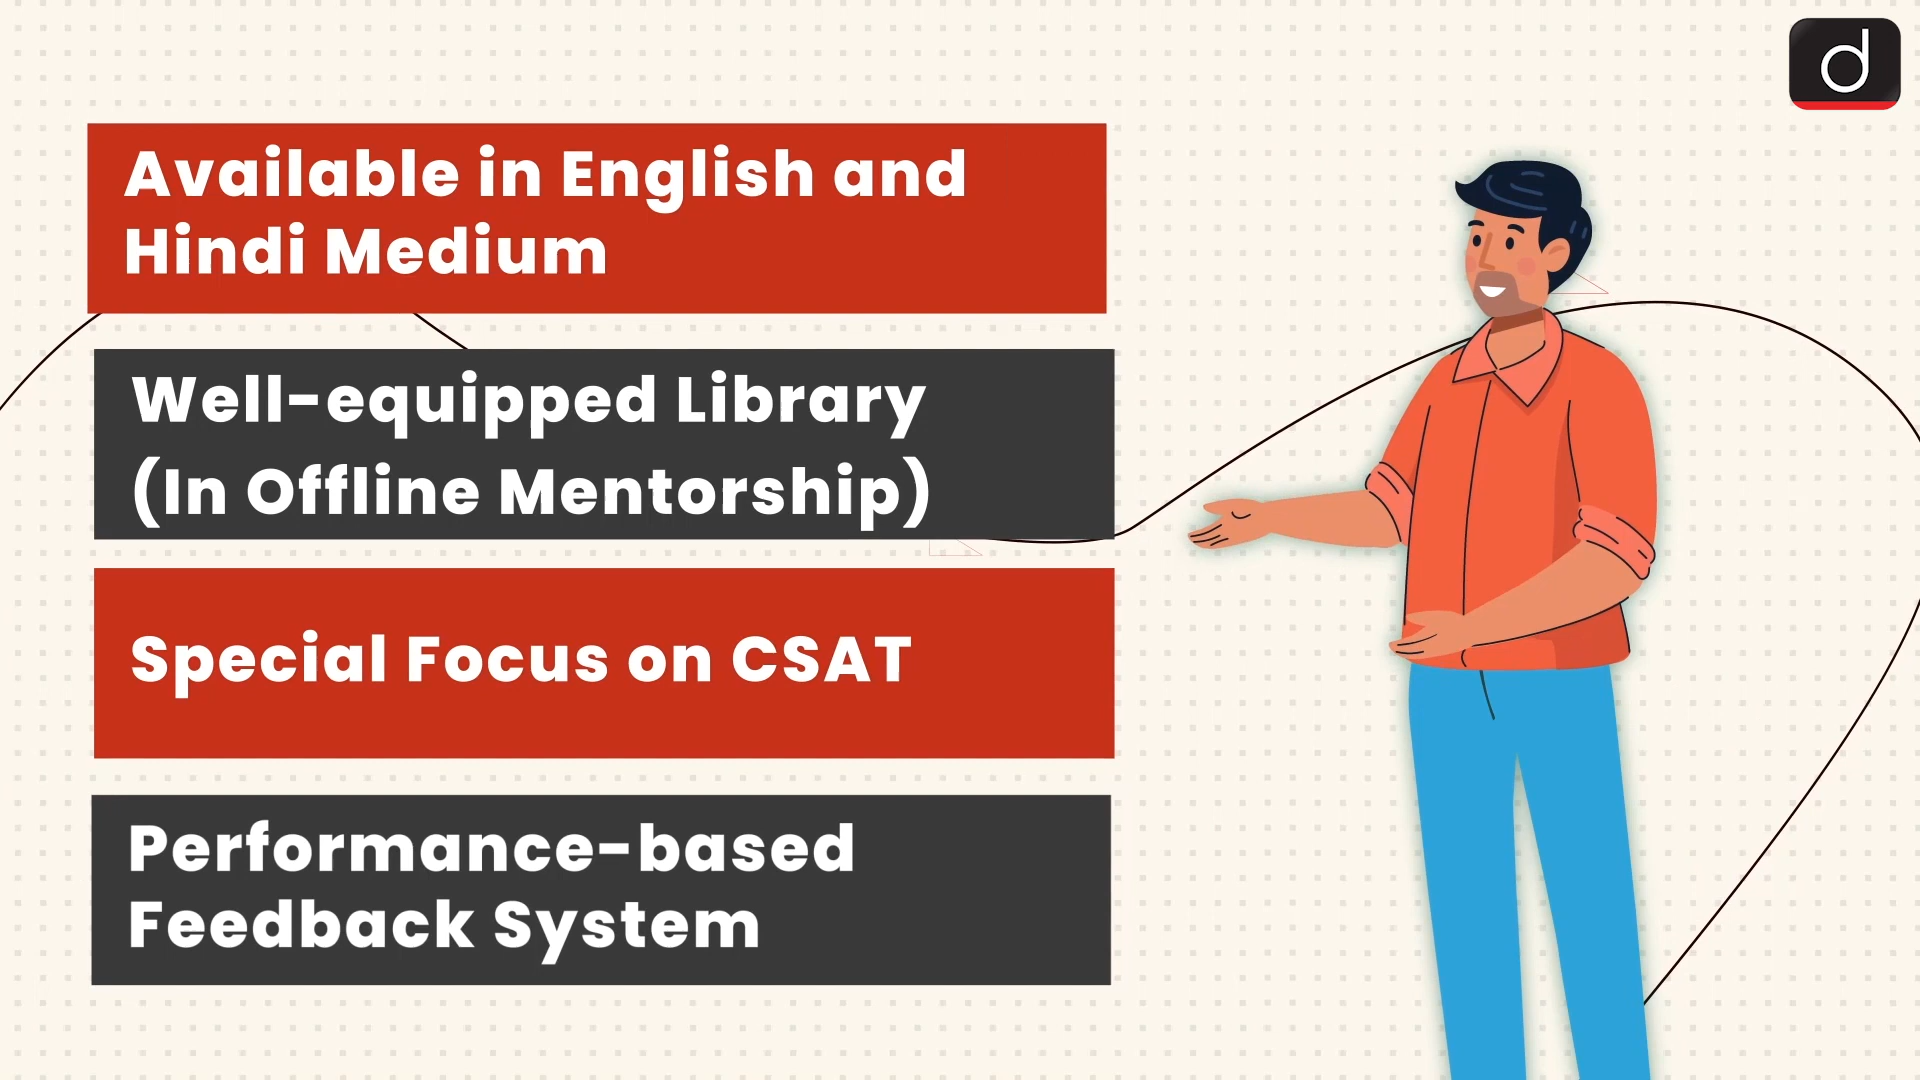 d
Available in English and
Hindi Medium
Well-equipped Library
(In Offline Mentorship)
Special Focus on CSAT
Performance-based
Feedback System